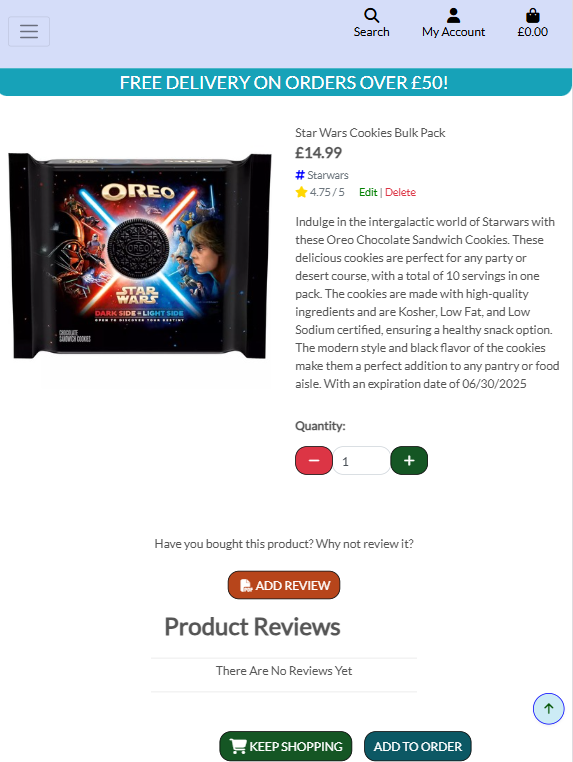 Search
My Account
£0.00
FREE DELIVERY ON ORDERS OVER £50!
OREO
OREO
STAR
WARS
DARK SIDE LIGHT SIDE
OPEN TO DISCOVER YOUR DESTINY
CHOCOLATE
SANDWICH COOKIES
Star Wars Cookies Bulk Pack
£14.99
# Starwars
4.75 / 5 Edit | Delete
Indulge in the intergalactic world of Starwars with
these Oreo Chocolate Sandwich Cookies. These
delicious cookies are perfect for any party or
desert course, with a total of 10 servings in one
pack. The cookies are made with high-quality
ingredients and are Kosher, Low Fat, and Low
Sodium certified, ensuring a healthy snack option.
The modern style and black flavor of the cookies
make them a perfect addition to any pantry or food
aisle. With an expiration date of 06/30/2025
Quantity:
− 1 +
Have you bought this product? Why not review it?
ADD REVIEW
Product Reviews
There Are No Reviews Yet
KEEP SHOPPING
ADD TO ORDER